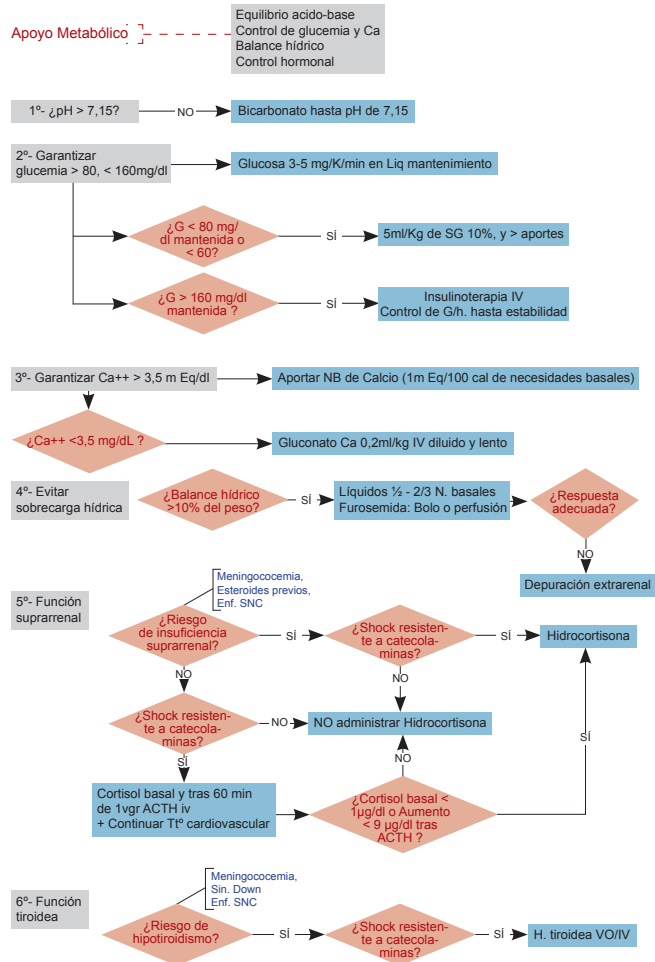 Apoyo Metabólico
Equilibrio acido-base
Control de glucemia y Ca
Balance hídrico
Control hormonal
1º- ¿pH > 7,15?
NO
Bicarbonato hasta pH de 7,15
2º- Garantizar
glucemia > 80, < 160mg/dl
Glucosa 3-5 mg/K/min en Liq mantenimiento
¿G < 80 mg/
dl mantenida o
< 60?
SÍ
5ml/Kg de SG 10%, y > aportes
¿G > 160 mg/dl
mantenida ?
SÍ
Insulinoterapia IV
Control de G/h. hasta estabilidad
3º- Garantizar Ca++ > 3,5 m Eq/dl
Aportar NB de Calcio (1m Eq/100 cal de necesidades basales)
¿Ca++ <3,5 mg/dL ?
Gluconato Ca 0,2ml/kg IV diluido y lento
4º- Evitar
sobrecarga hídrica
¿Balance hídrico
>10% del peso?
SÍ
Líquidos ½ - 2/3 N. basales
Furosemida: Bolo o perfusión
¿Respuesta
adecuada?
NO
Depuración extrarenal
5º- Función
suprarrenal
Meningococemia,
Esteroides previos,
Enf. SNC
¿Riesgo
de insuficiencia
suprarrenal?
SÍ
¿Shock resisten-
te a catecola-
minas?
SÍ
Hidrocortisona
NO
NO
¿Shock resisten-
te a catecola-
minas?
NO
NO administrar Hidrocortisona
SÍ
NO
SÍ
Cortisol basal y tras 60 min
de 1vgr ACTH iv
+ Continuar Ttº cardiovascular
¿Cortisol basal <
1µg/dl o Aumento
< 9 µg/dl tras
ACTH ?
6º- Función
tiroidea
Meningococemia,
Sin. Down
Enf. SNC
¿Riesgo de
hipotiroidismo?
SÍ
¿Shock resisten-
te a catecola-
minas?
SÍ
H. tiroidea VO/IV